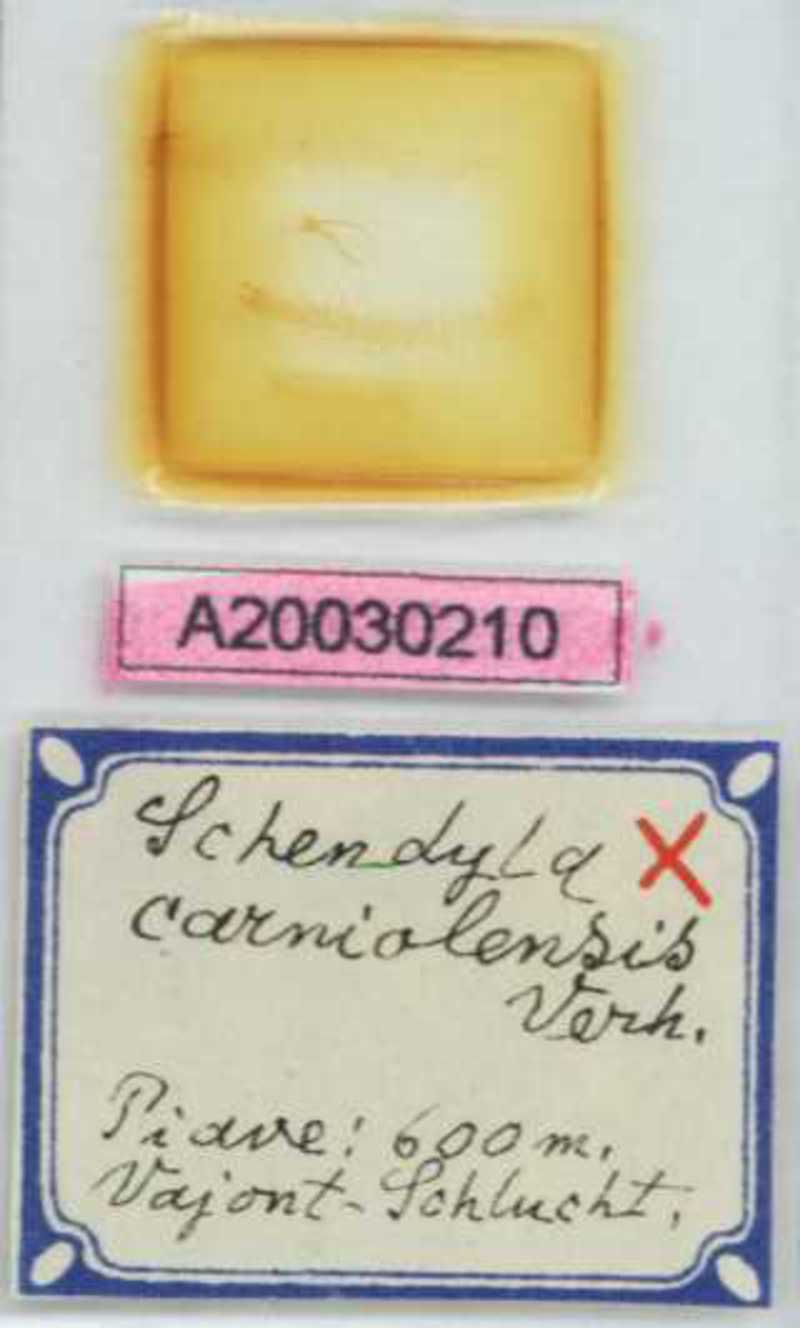 A20030210
Schendyla X
carniolensis
Verh.
Piave: 600 m.
Vajont-Schlucht.